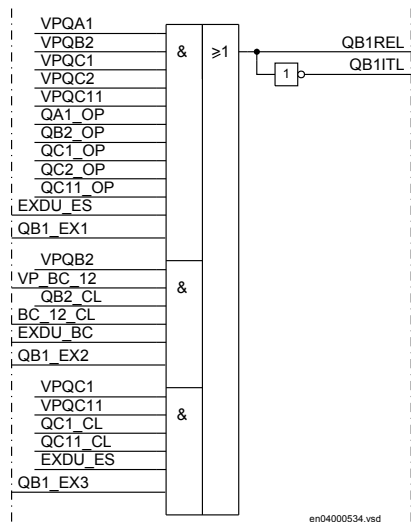 VPQA1
VPQB2
VPQC1
VPQC2
VPQC11
QA1_OP
QB2_OP
QC1_OP
QC2_OP
QC11_OP
EXDU_ES
QB1_EX1
&
≥1
QB1REL
QB1ITL
1
VPQB2
VP_BC_12
QB2_CL
BC_12_CL
EXDU_BC
QB1_EX2
&
VPQC1
VPQC11
QC1_CL
QC11_CL
EXDU_ES
QB1_EX3
&
en04000534.vsd